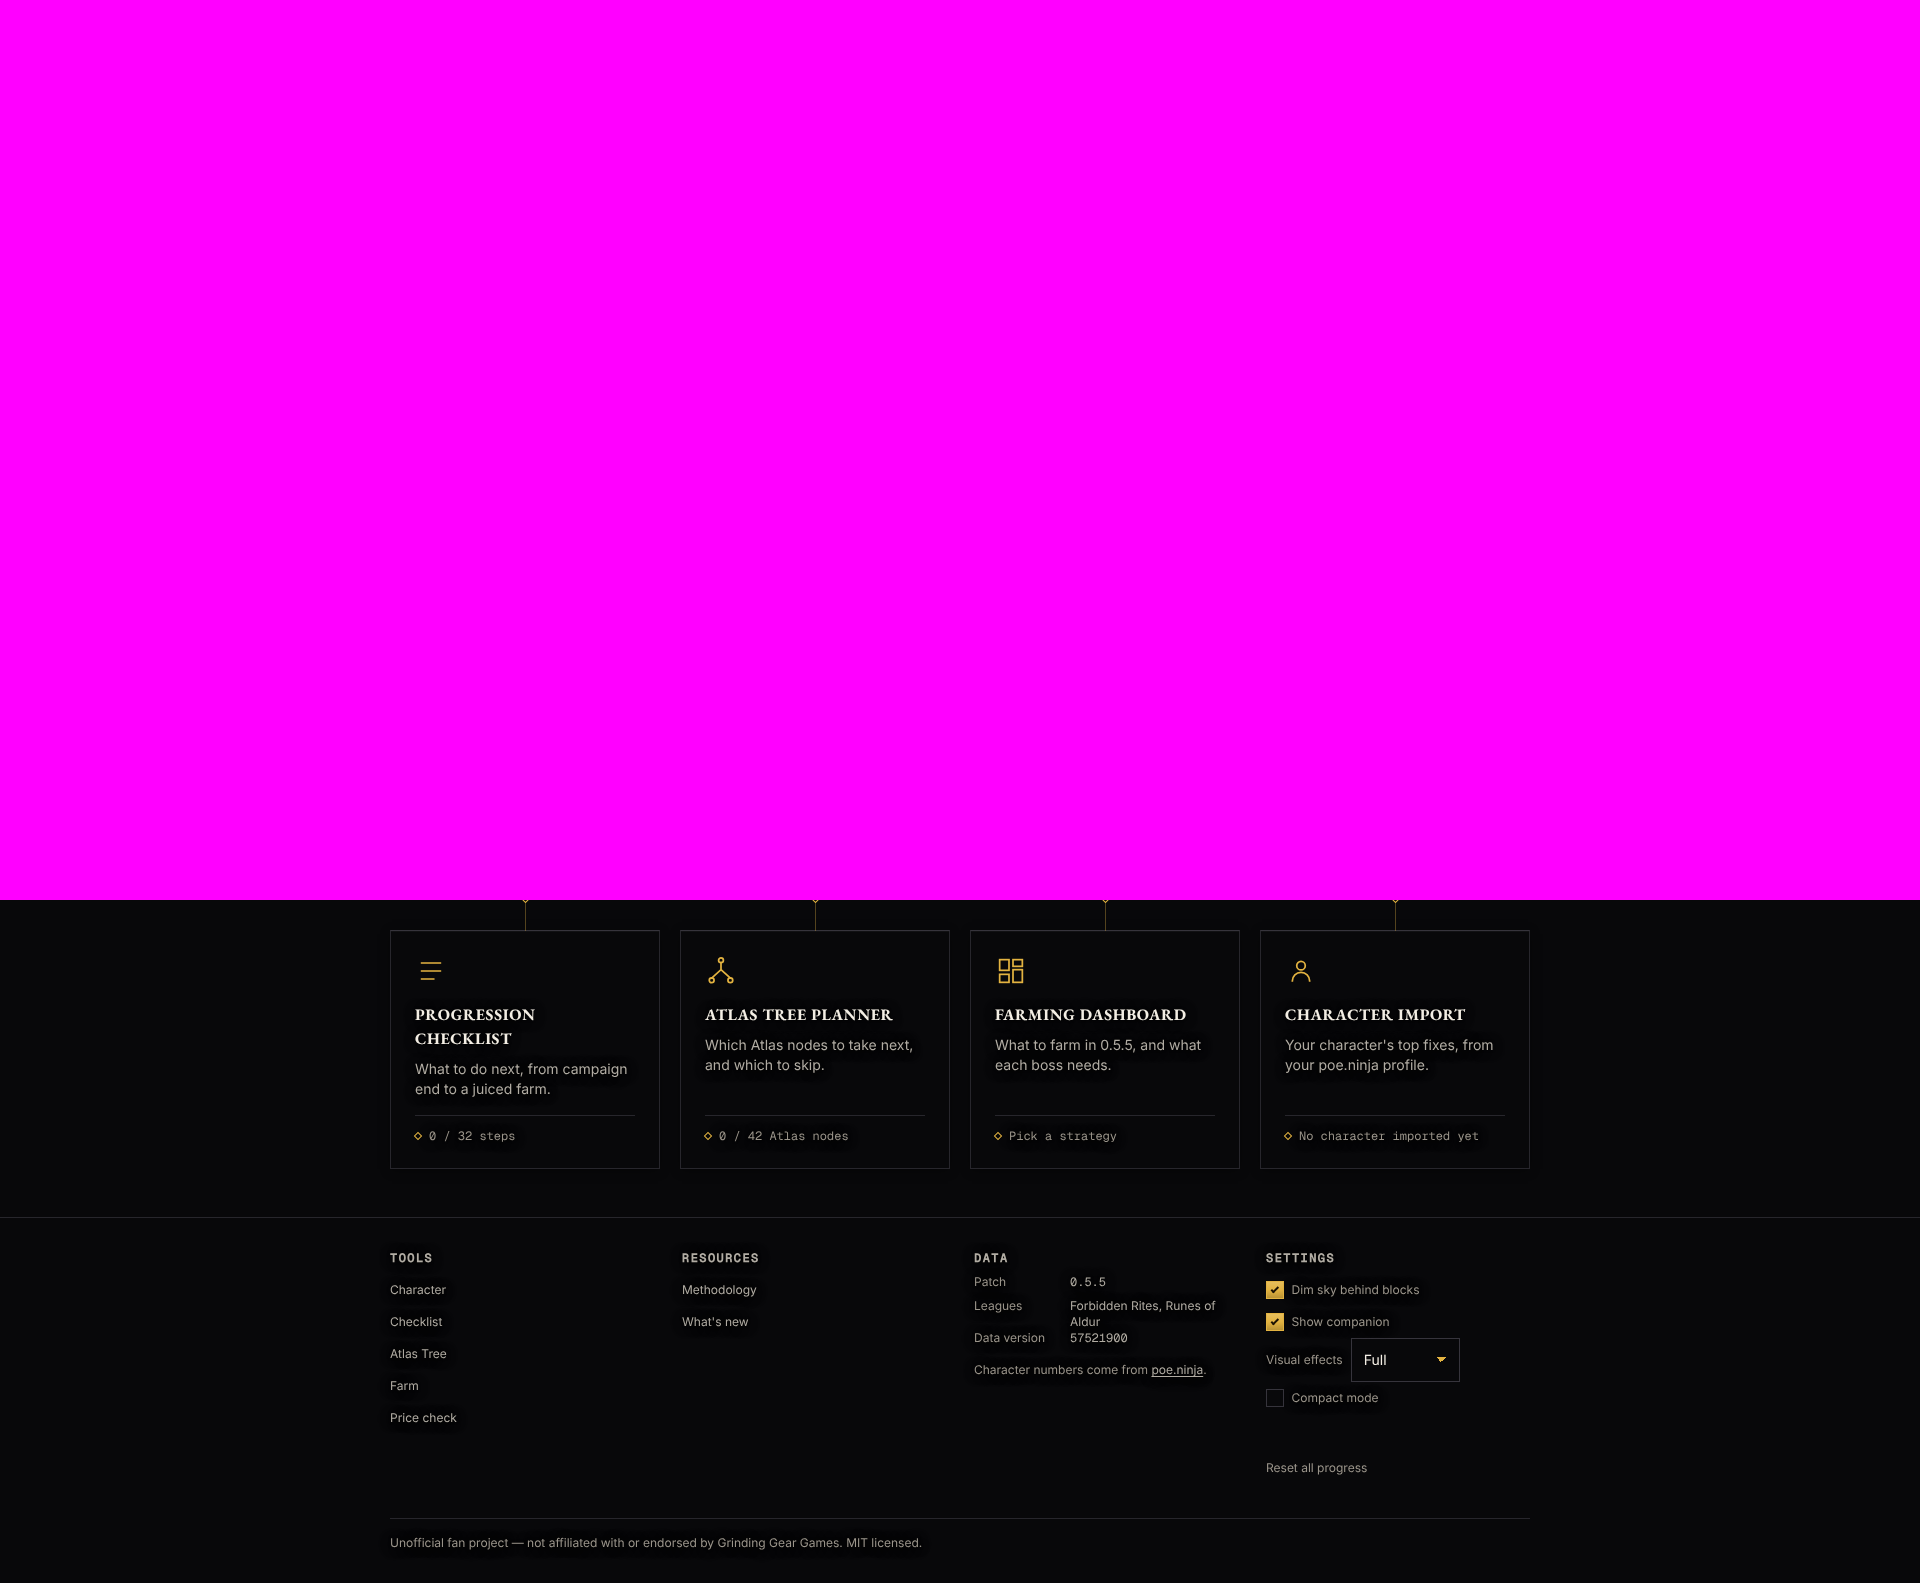 PROGRESSION
CHECKLIST
What to do next, from campaign
end to a juiced farm.
0 / 32 steps
ATLAS TREE PLANNER
Which Atlas nodes to take next,
and which to skip.
0 / 42 Atlas nodes
FARMING DASHBOARD
What to farm in 0.5.5, and what
each boss needs.
Pick a strategy
CHARACTER IMPORT
Your character's top fixes, from
your poe.ninja profile.
No character imported yet
TOOLS
Character
Checklist
Atlas Tree
Farm
Price check
RESOURCES
Methodology
What's new
DATA
Patch 0.5.5
Leagues Forbidden Rites, Runes of
Aldur
Data version 57521900
Character numbers come from poe.ninja.
SETTINGS
Dim sky behind blocks
Show companion
Visual effects Full
Compact mode
Reset all progress
Unofficial fan project — not affiliated with or endorsed by Grinding Gear Games. MIT licensed.